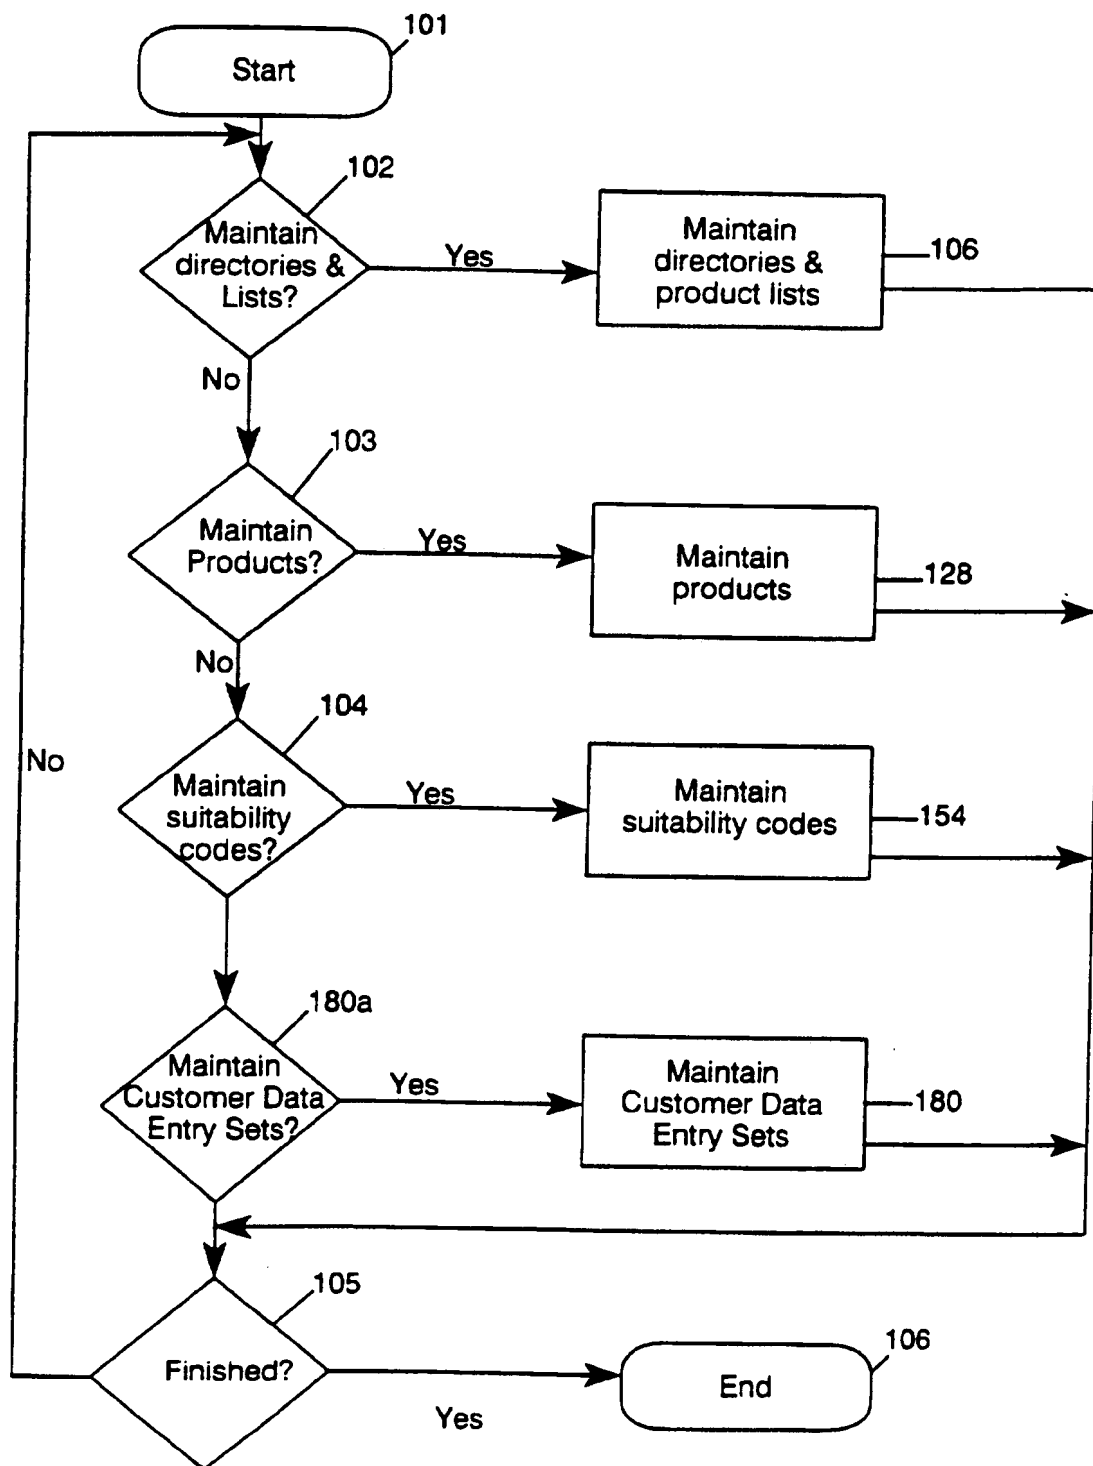 101
Start
102
Maintain
directories &
Lists?
Yes
Maintain
directories &
product lists
106
No
103
Maintain
Products?
Yes
Maintain
products
128
No
104
Maintain
suitability
codes?
Yes
Maintain
suitability codes
154
No
180a
Maintain
Customer Data
Entry Sets?
Yes
Maintain
Customer Data
Entry Sets
180
105
Finished?
Yes
106
End